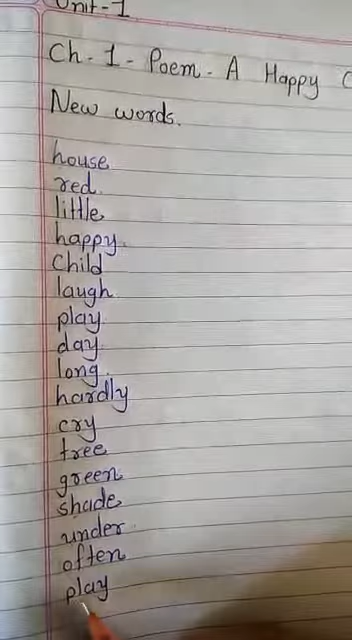 Unit-1
Ch-1-Poem-A Happy
New words.
house
red.
little
happy.
Child
laugh
play
day
long.
hardly
cry
tree
green
shade
under.
often
play